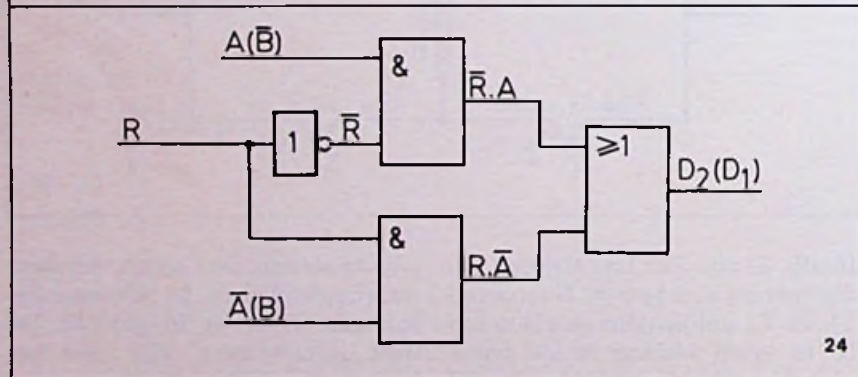 A(B̅)
&
R̅.A
R
1
R̅
≥1
D₂(D₁)
&
R.A̅
A̅(B)
24